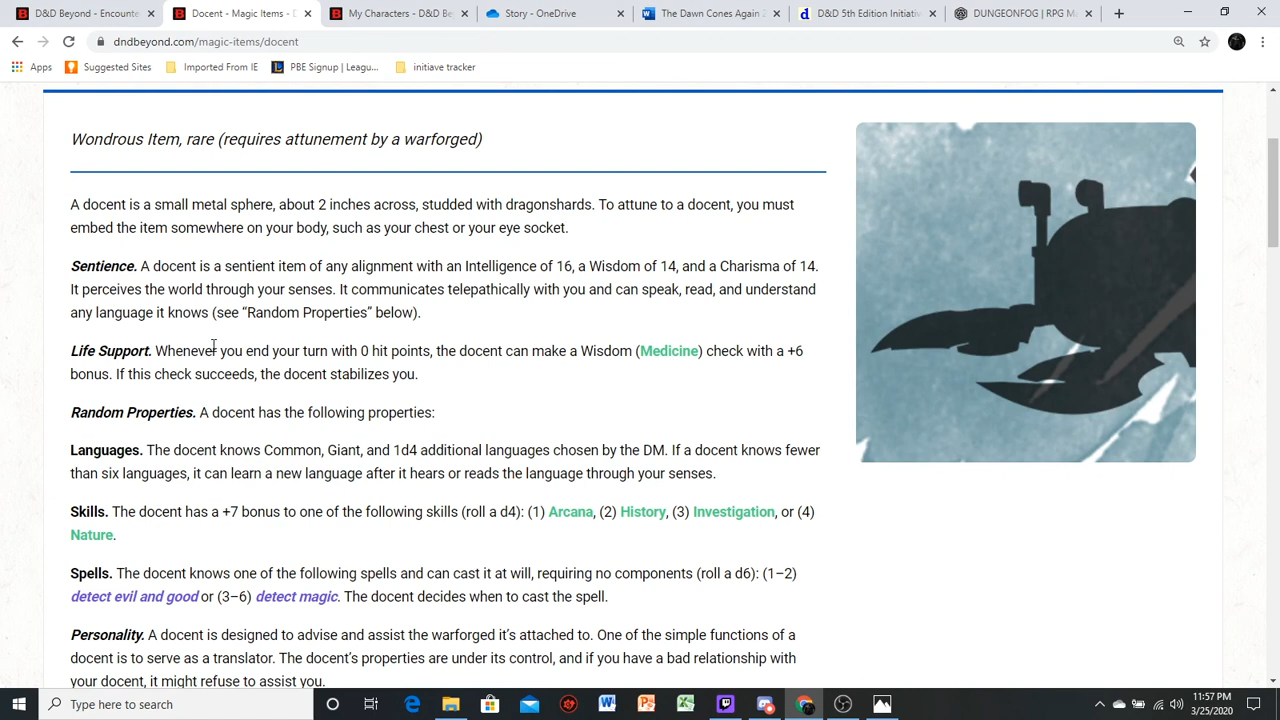 D&D Beyond - Encount
Docent - Magic Items - D
My Characters - D&D Be
Story - OneDrive
The Dawn Cones Again
D&D 5th Edition Initiativ
DUNGEONFOG | RPG M
dndbeyond.com/magic-items/docent
Apps
Suggested Sites
Imported From IE
PBE Signup | Leagu...
initiave tracker
Wondrous Item, rare (requires attunement by a warforged)
A docent is a small metal sphere, about 2 inches across, studded with dragonshards. To attune to a docent, you must
embed the item somewhere on your body, such as your chest or your eye socket.
Sentience. A docent is a sentient item of any alignment with an Intelligence of 16, a Wisdom of 14, and a Charisma of 14.
It perceives the world through your senses. It communicates telepathically with you and can speak, read, and understand
any language it knows (see “Random Properties” below).
Life Support. Whenever you end your turn with 0 hit points, the docent can make a Wisdom (Medicine) check with a +6
bonus. If this check succeeds, the docent stabilizes you.
Random Properties. A docent has the following properties:
Languages. The docent knows Common, Giant, and 1d4 additional languages chosen by the DM. If a docent knows fewer
than six languages, it can learn a new language after it hears or reads the language through your senses.
Skills. The docent has a +7 bonus to one of the following skills (roll a d4): (1) Arcana, (2) History, (3) Investigation, or (4)
Nature.
Spells. The docent knows one of the following spells and can cast it at will, requiring no components (roll a d6): (1–2)
detect evil and good or (3–6) detect magic. The docent decides when to cast the spell.
Personality. A docent is designed to advise and assist the warforged it's attached to. One of the simple functions of a
docent is to serve as a translator. The docent's properties are under its control, and if you have a bad relationship with
your docent, it might refuse to assist you.
Type here to search
11:57 PM
3/25/2020